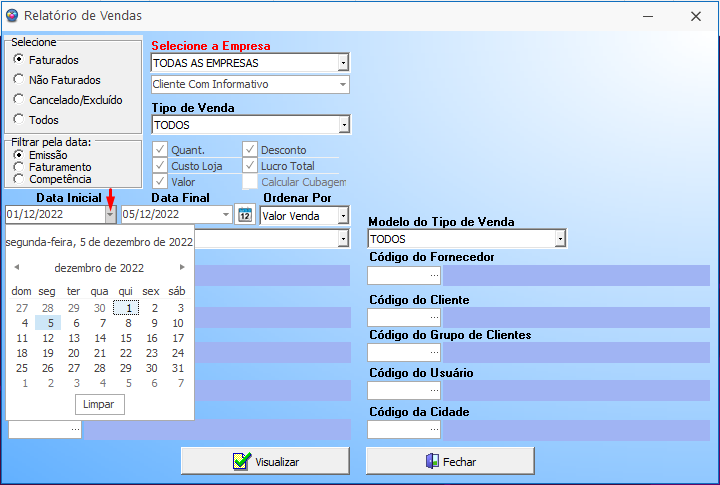 Relatório de Vendas
Selecione
Faturados
Não Faturados
Cancelado/Excluído
Todos
Filtrar pela data:
Emissão
Faturamento
Competência
Selecione a Empresa
TODAS AS EMPRESAS
Cliente Com Informativo
Tipo de Venda
TODOS
Quant.
Desconto
Custo Loja
Lucro Total
Valor
Calcular Cubagem
Data Inicial
Data Final
Ordenar Por
01/12/2022
05/12/2022
12
Valor Venda
segunda-feira, 5 de dezembro de 2022
dezembro de 2022
dom seg ter qua qui sex sáb
27 28 29 30 1 2 3
4 5 6 7 8 9 10
11 12 13 14 15 16 17
18 19 20 21 22 23 24
25 26 27 28 29 30 31
1 2 3 4 5 6 7
Limpar
...
Modelo do Tipo de Venda
TODOS
Código do Fornecedor
...
Código do Cliente
...
Código do Grupo de Clientes
...
Código do Usuário
...
Código da Cidade
...
Visualizar
Fechar